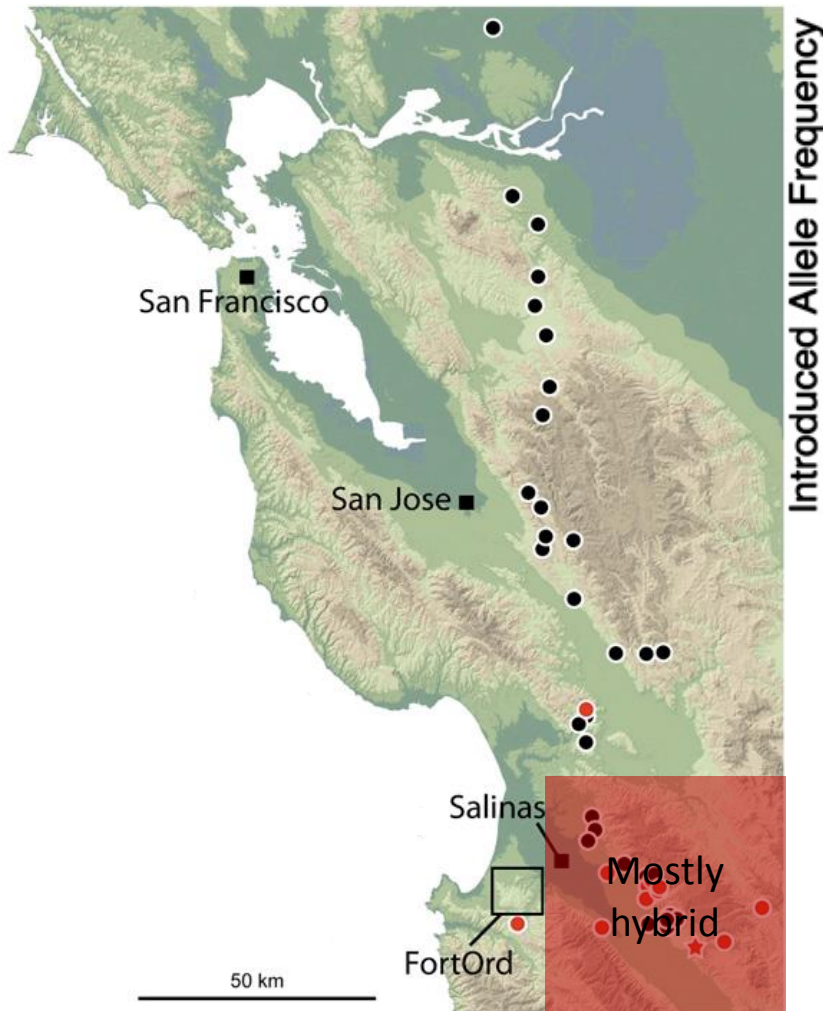 Introduced Allele Frequency
San Francisco
San Jose
Salinas
Mostly
hybrid
FortOrd
50 km